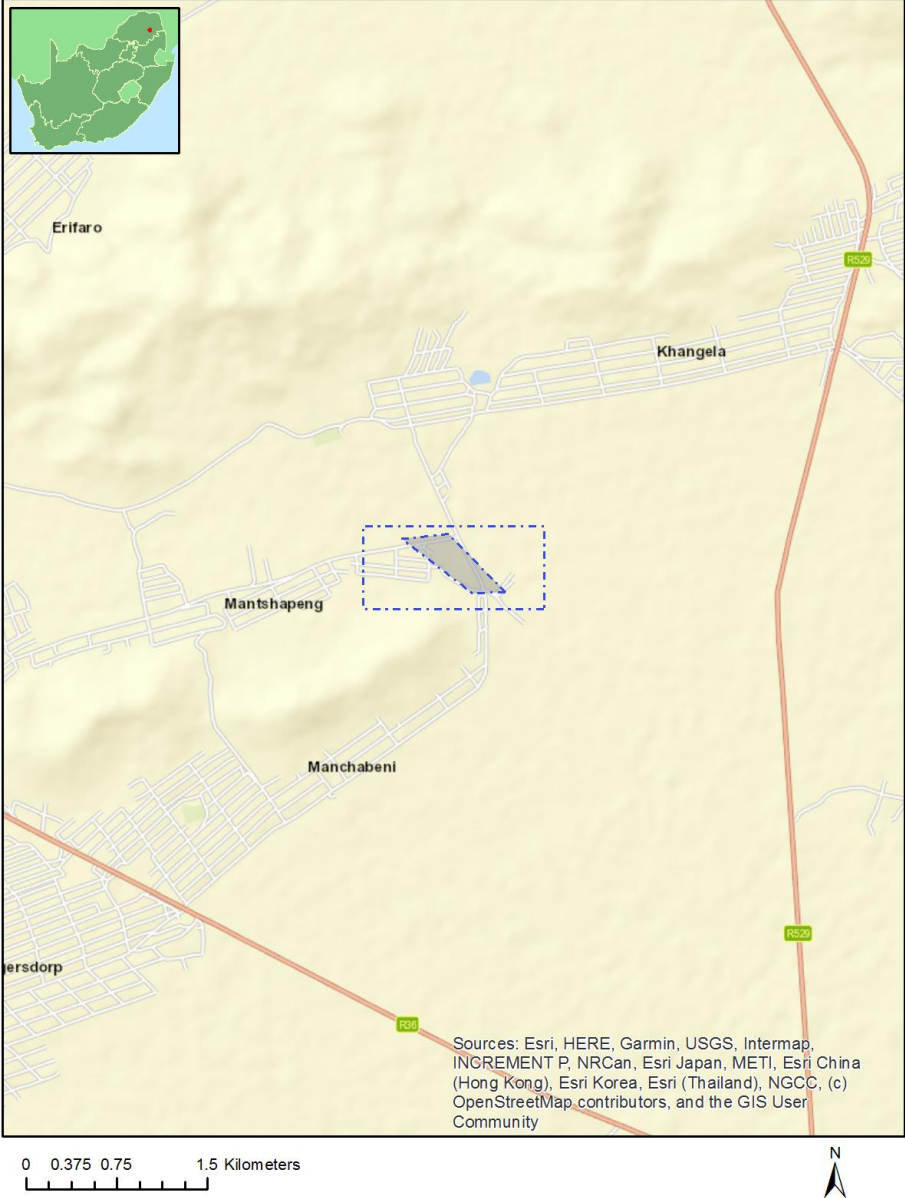 Erifaro
R529
Khangela
Mantshapeng
Manchabeni
R529
gersdorp
R36
Sources: Esri, HERE, Garmin, USGS, Intermap,
INCREMENT P, NRCan, Esri Japan, METI, Esri China
(Hong Kong), Esri Korea, Esri (Thailand), NGCC, (c)
OpenStreetMap contributors, and the GIS User
Community
0 0.375 0.75 1.5 Kilometers
N